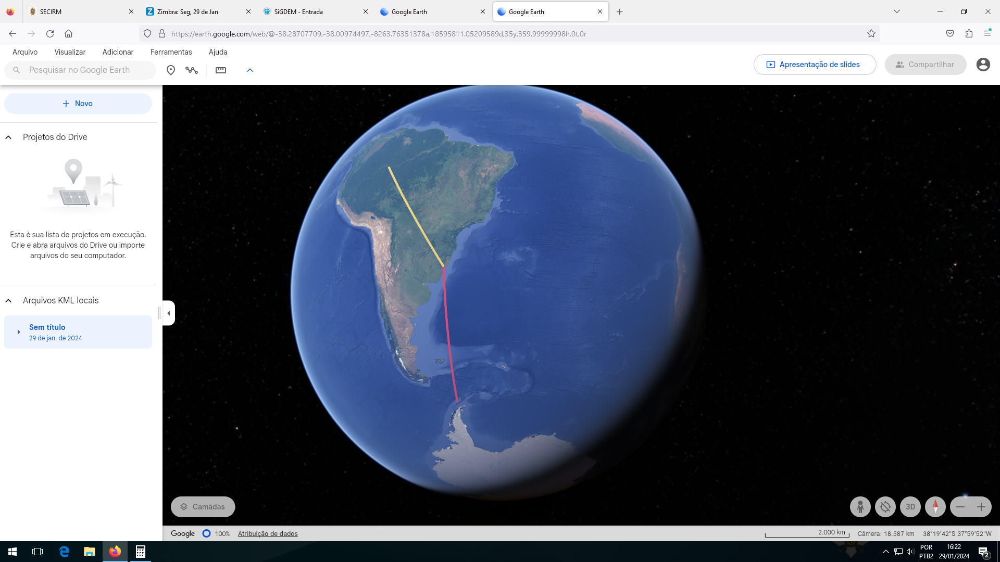 SECIRM
Zimbra: Seg, 29 de Jan
SiGDEM - Entrada
Google Earth
Google Earth
https://earth.google.com/web/@-38.28707709,-38.00974497,-8263.76351378a,18595811.05209589d,35y,359.99999998h,0t,0r
Arquivo Visualizar Adicionar Ferramentas Ajuda
Pesquisar no Google Earth
Apresentação de slides
Compartilhar
Novo
Projetos do Drive
Esta é sua lista de projetos em execução.
Crie e abra arquivos do Drive ou importe
arquivos do seu computador.
Arquivos KML locais
Sem título
29 de jan. de 2024
Camadas
3D
Google 100% Atribuição de dados
2.000 km
Câmera: 18.587 km 38°19'42"S 37°59'52"W
POR
PTB2
16:22
29/01/2024
2